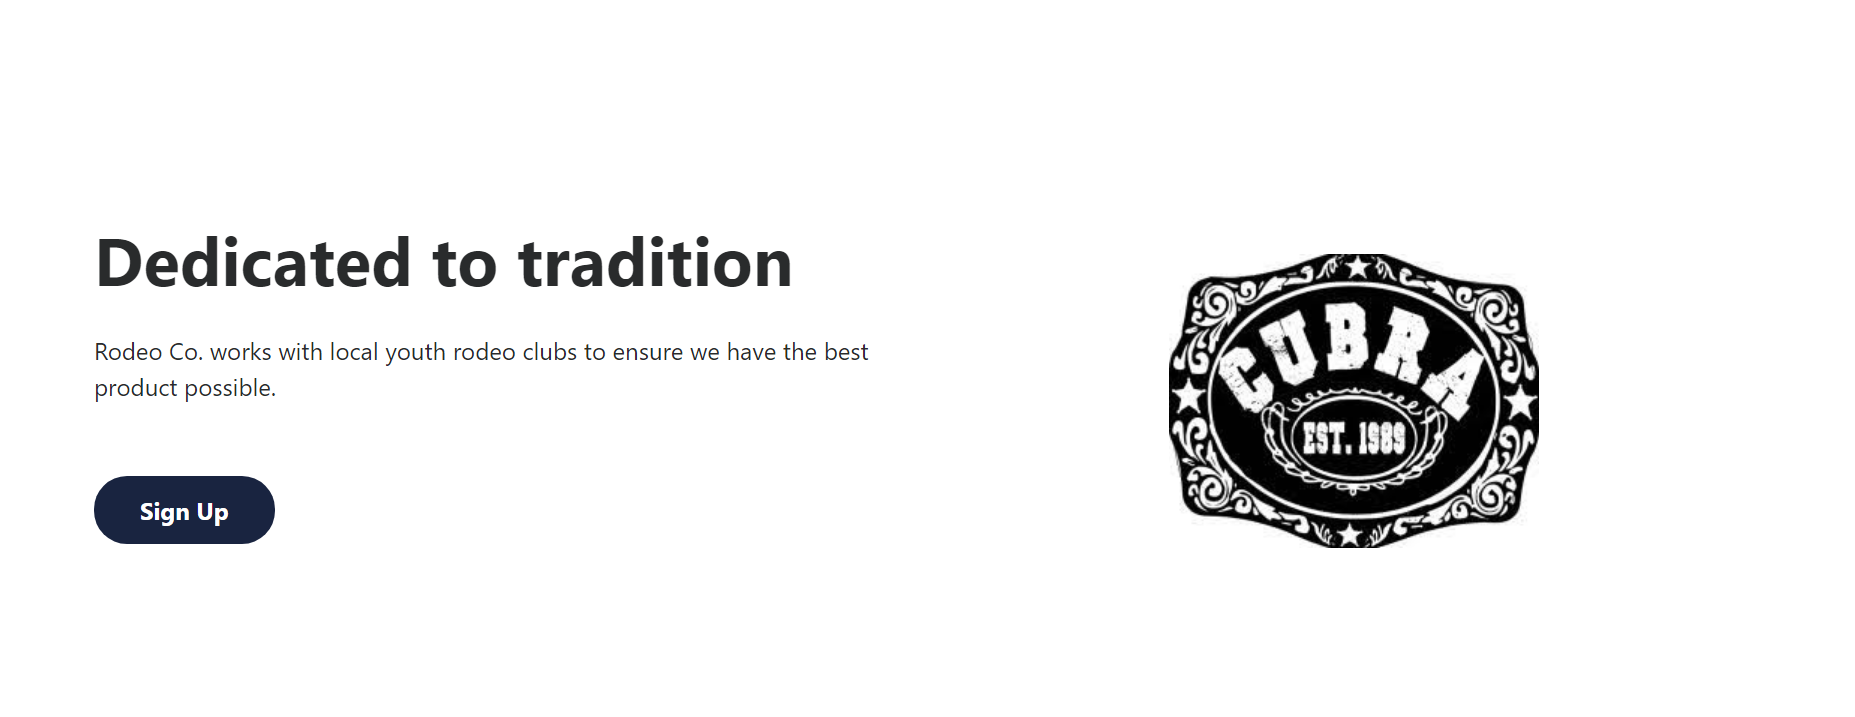 Dedicated to tradition
Rodeo Co. works with local youth rodeo clubs to ensure we have the best
product possible.
Sign Up
CUBRA
EST. 1989